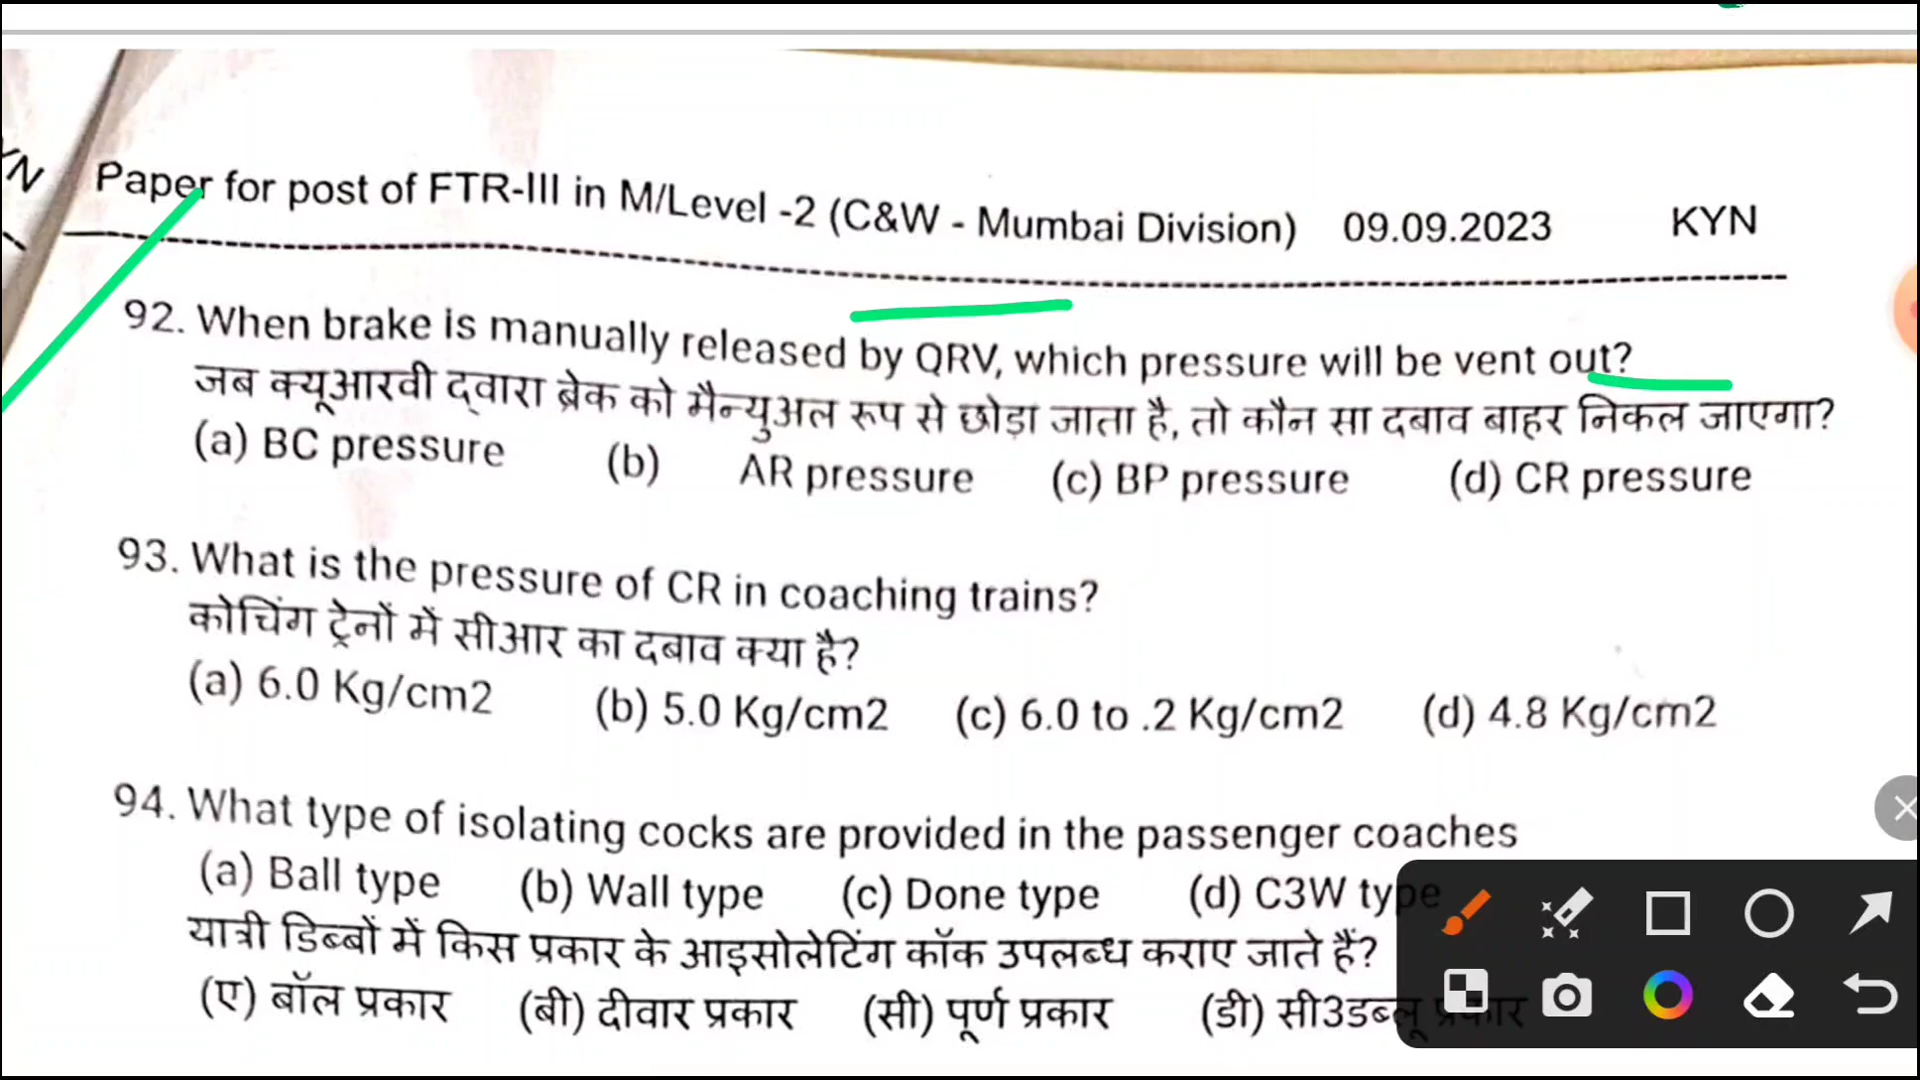 Paper for post of FTR-III in M/Level -2 (C&W - Mumbai Division) 09.09.2023 KYN
92. When brake is manually released by QRV, which pressure will be vent out?
जब क्यूआरवी द्वारा ब्रेक को मैन्युअल रूप से छोड़ा जाता है, तो कौन सा दबाव बाहर निकल जाएगा?
(a) BC pressure (b) AR pressure (c) BP pressure (d) CR pressure
93. What is the pressure of CR in coaching trains?
कोचिंग ट्रेनों में सीआर का दबाव क्या है?
(a) 6.0 Kg/cm2 (b) 5.0 Kg/cm2 (c) 6.0 to .2 Kg/cm2 (d) 4.8 Kg/cm2
94. What type of isolating cocks are provided in the passenger coaches
(a) Ball type (b) Wall type (c) Done type (d) C3W type
यात्री डिब्बों में किस प्रकार के आइसोलेटिंग कॉक उपलब्ध कराए जाते हैं?
(ए) बॉल प्रकार (बी) दीवार प्रकार (सी) पूर्ण प्रकार (डी) सी3डब्लू प्रकार